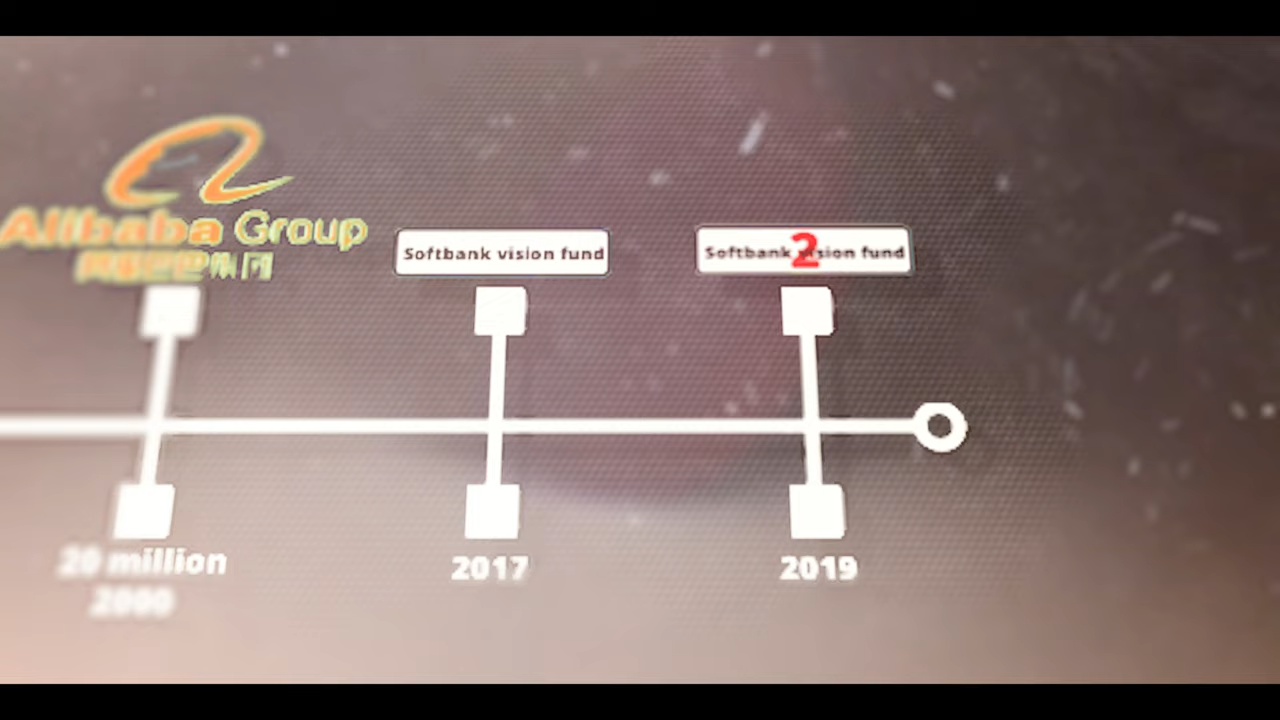 Alibaba Group
阿里巴巴集团
Softbank vision fund
Softbank vision fund
2
20 million
2000
2017
2019